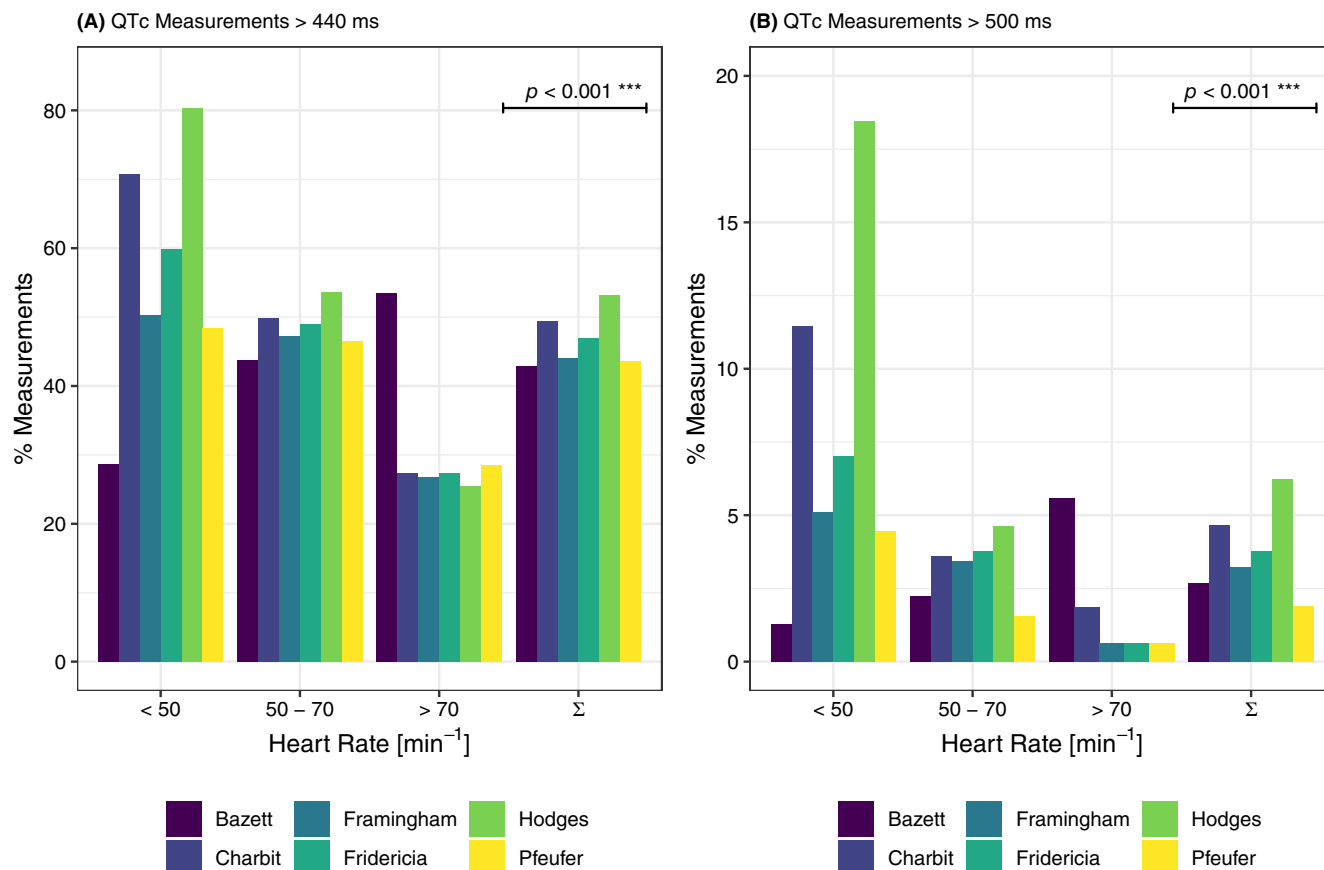 (A) QTc Measurements > 440 ms
p < 0.001 ***
80
60
40
20
0
% Measurements
< 50
50 – 70
> 70
Σ
Heart Rate [min⁻¹]
Bazett
Framingham
Hodges
Charbit
Fridericia
Pfeufer
(B) QTc Measurements > 500 ms
p < 0.001 ***
20
15
10
5
0
% Measurements
< 50
50 – 70
> 70
Σ
Heart Rate [min⁻¹]
Bazett
Framingham
Hodges
Charbit
Fridericia
Pfeufer